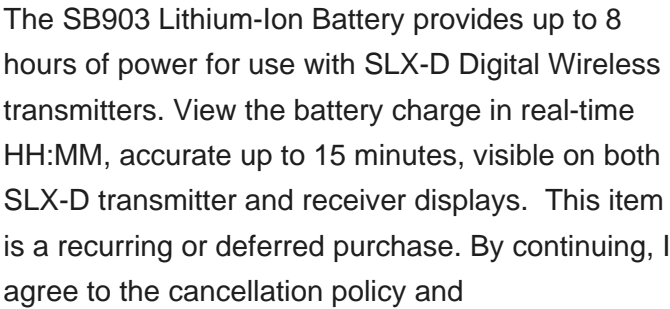 The SB903 Lithium-Ion Battery provides up to 8
hours of power for use with SLX-D Digital Wireless
transmitters. View the battery charge in real-time
HH:MM, accurate up to 15 minutes, visible on both
SLX-D transmitter and receiver displays.  This item
is a recurring or deferred purchase. By continuing, I
agree to the cancellation policy and